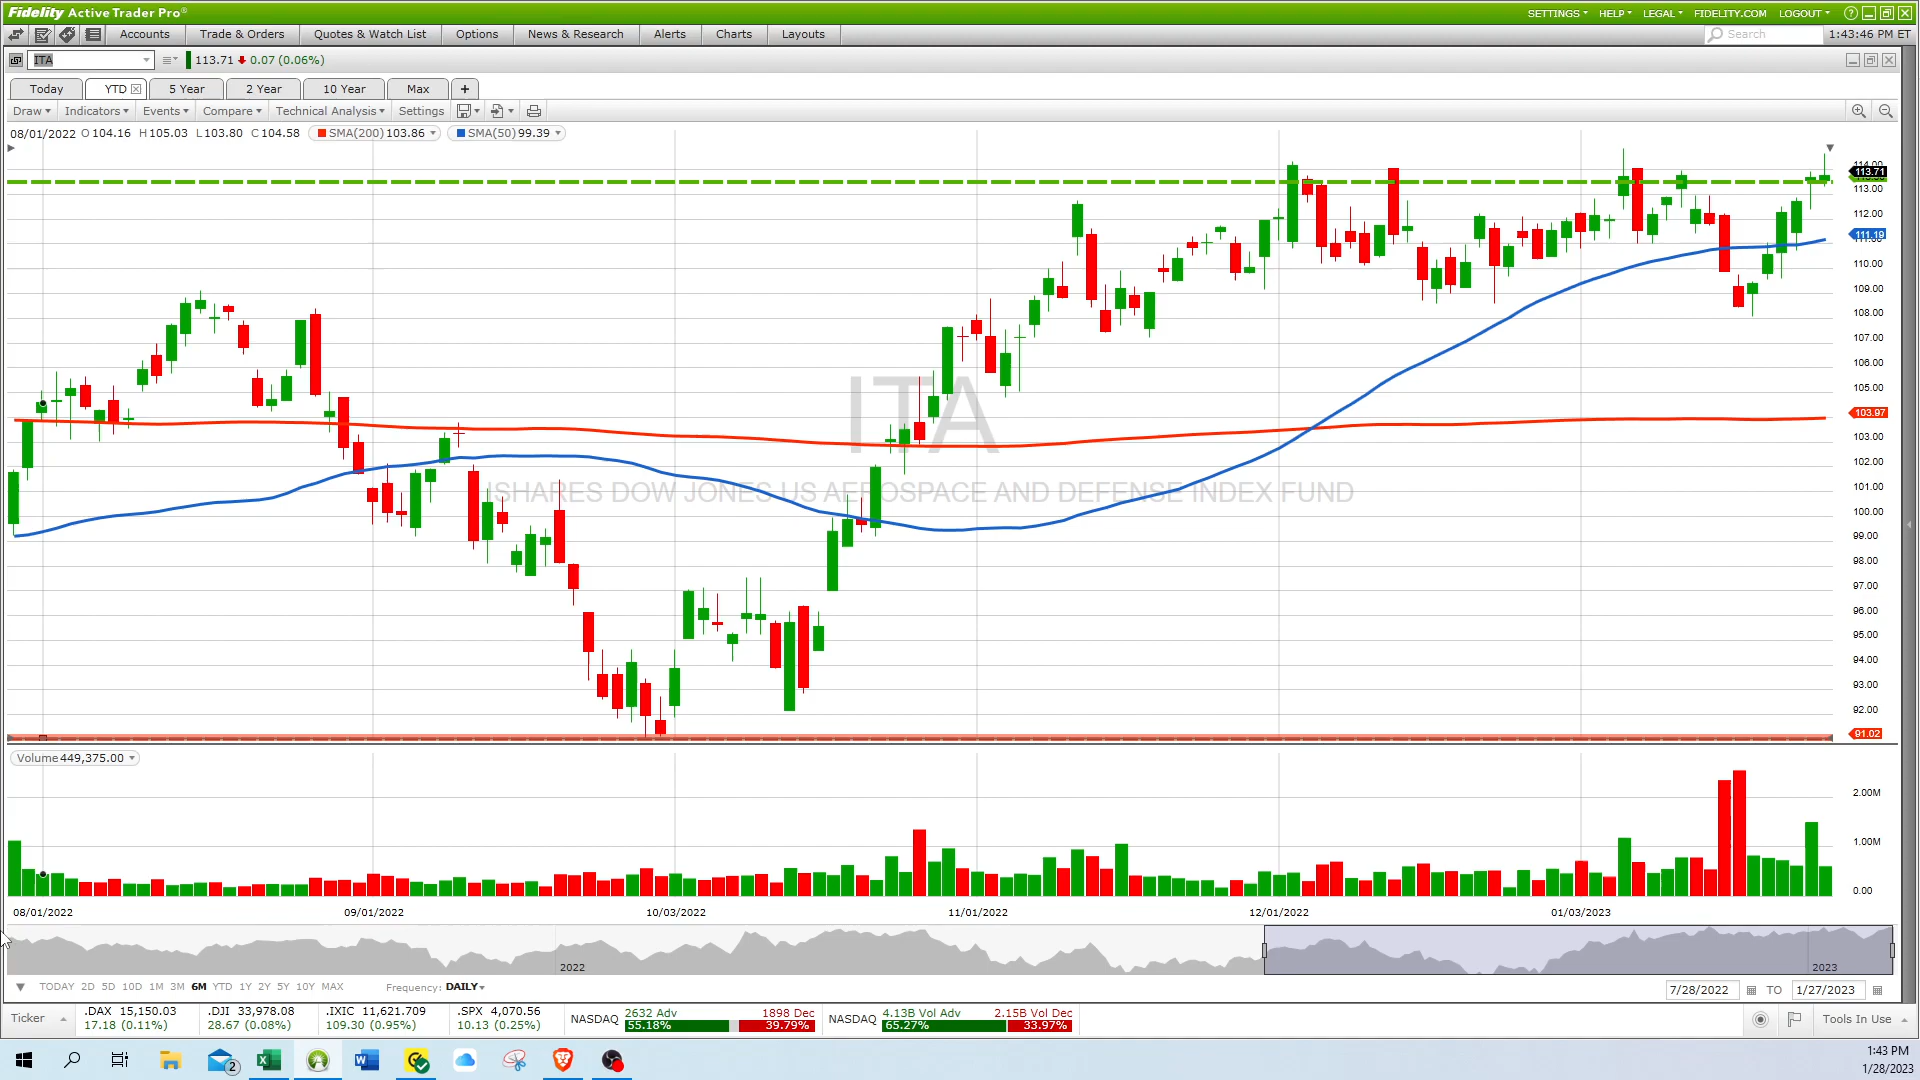 Fidelity Active Trader Pro®
SETTINGS HELP LEGAL FIDELITY.COM LOGOUT ?
Accounts Trade & Orders Quotes & Watch List Options News & Research Alerts Charts Layouts Search 1:43:46 PM ET
ITA 113.71 0.07 (0.06%)
Today YTD 5 Year 2 Year 10 Year Max +
Draw Indicators Events Compare Technical Analysis Settings
08/01/2022 O 104.16 H 105.03 L 103.80 C 104.58 SMA(200) 103.86 SMA(50) 99.39
114.00
113.71
113.00
112.00
111.19
110.00
109.00
108.00
107.00
106.00
105.00
103.97
103.00
102.00
101.00
100.00
99.00
98.00
97.00
96.00
95.00
94.00
93.00
92.00
91.02
ITA
ISHARES DOW JONES US AEROSPACE AND DEFENSE INDEX FUND
Volume 449,375.00
2.00M
1.00M
0.00
08/01/2022 09/01/2022 10/03/2022 11/01/2022 12/01/2022 01/03/2023
2022 2023
TODAY 2D 5D 10D 1M 3M 6M YTD 1Y 2Y 5Y 10Y MAX Frequency: DAILY 7/28/2022 TO 1/27/2023
Ticker .DAX 15,150.03 .DJI 33,978.08 .IXIC 11,621.709 .SPX 4,070.56 NASDAQ 2632 Adv 1898 Dec NASDAQ 4.13B Vol Adv 2.15B Vol Dec Tools In Use
17.18 (0.11%) 28.67 (0.08%) 109.30 (0.95%) 10.13 (0.25%) 55.18% 39.79% 65.27% 33.97%
2
1:43 PM
1/28/2023